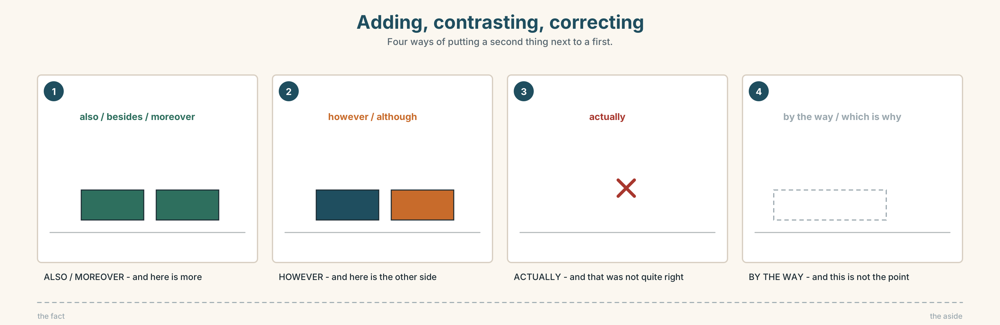 Adding, contrasting, correcting
Four ways of putting a second thing next to a first.
1
also / besides / moreover
ALSO / MOREOVER - and here is more
2
however / although
HOWEVER - and here is the other side
3
actually
ACTUALLY - and that was not quite right
4
by the way / which is why
BY THE WAY - and this is not the point
the fact
the aside